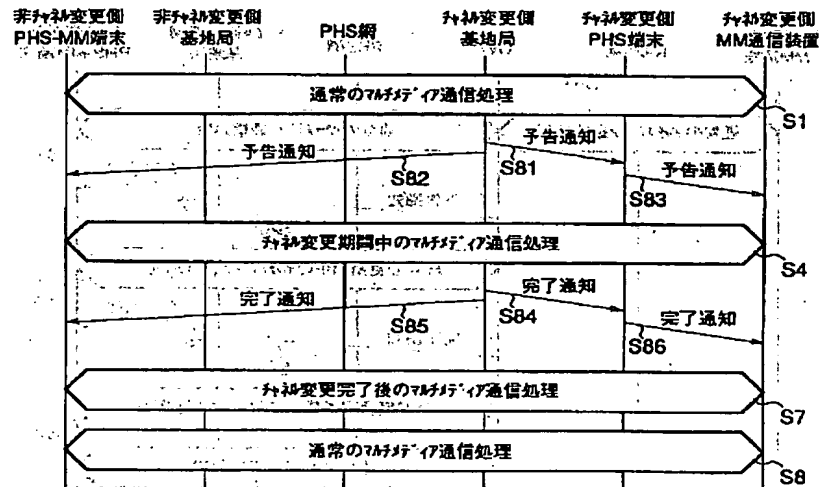 非ﾁｬﾈﾙ変更側
PHS-MM端末
非ﾁｬﾈﾙ変更側
基地局
PHS網
ﾁｬﾈﾙ変更側
基地局
ﾁｬﾈﾙ変更側
PHS端末
ﾁｬﾈﾙ変更側
MM通信装置
通常のﾏﾙﾁﾒﾃﾞｨｱ通信処理
S1
予告通知
S82
予告通知
S81
予告通知
S83
ﾁｬﾈﾙ変更期間中のﾏﾙﾁﾒﾃﾞｨｱ通信処理
S4
完了通知
S85
完了通知
S84
完了通知
S86
ﾁｬﾈﾙ変更完了後のﾏﾙﾁﾒﾃﾞｨｱ通信処理
S7
通常のﾏﾙﾁﾒﾃﾞｨｱ通信処理
S8